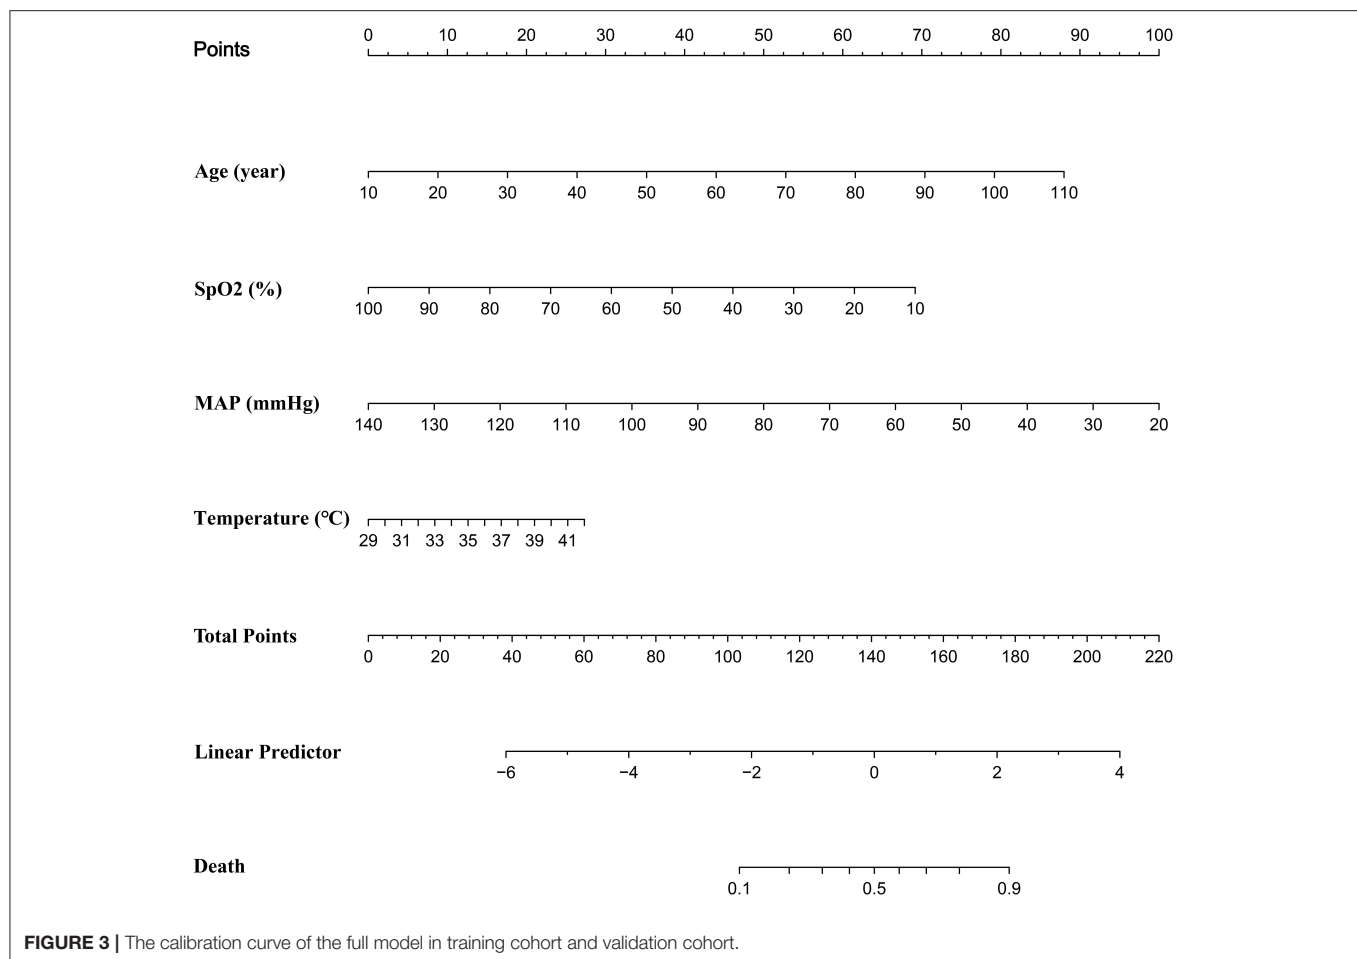 0 10 20 30 40 50 60 70 80 90 100
Points
Age (year)
10 20 30 40 50 60 70 80 90 100 110
SpO2 (%)
100 90 80 70 60 50 40 30 20 10
MAP (mmHg)
140 130 120 110 100 90 80 70 60 50 40 30 20
Temperature (°C)
29 31 33 35 37 39 41
Total Points
0 20 40 60 80 100 120 140 160 180 200 220
Linear Predictor
−6 −4 −2 0 2 4
Death
0.1 0.5 0.9
FIGURE 3 | The calibration curve of the full model in training cohort and validation cohort.